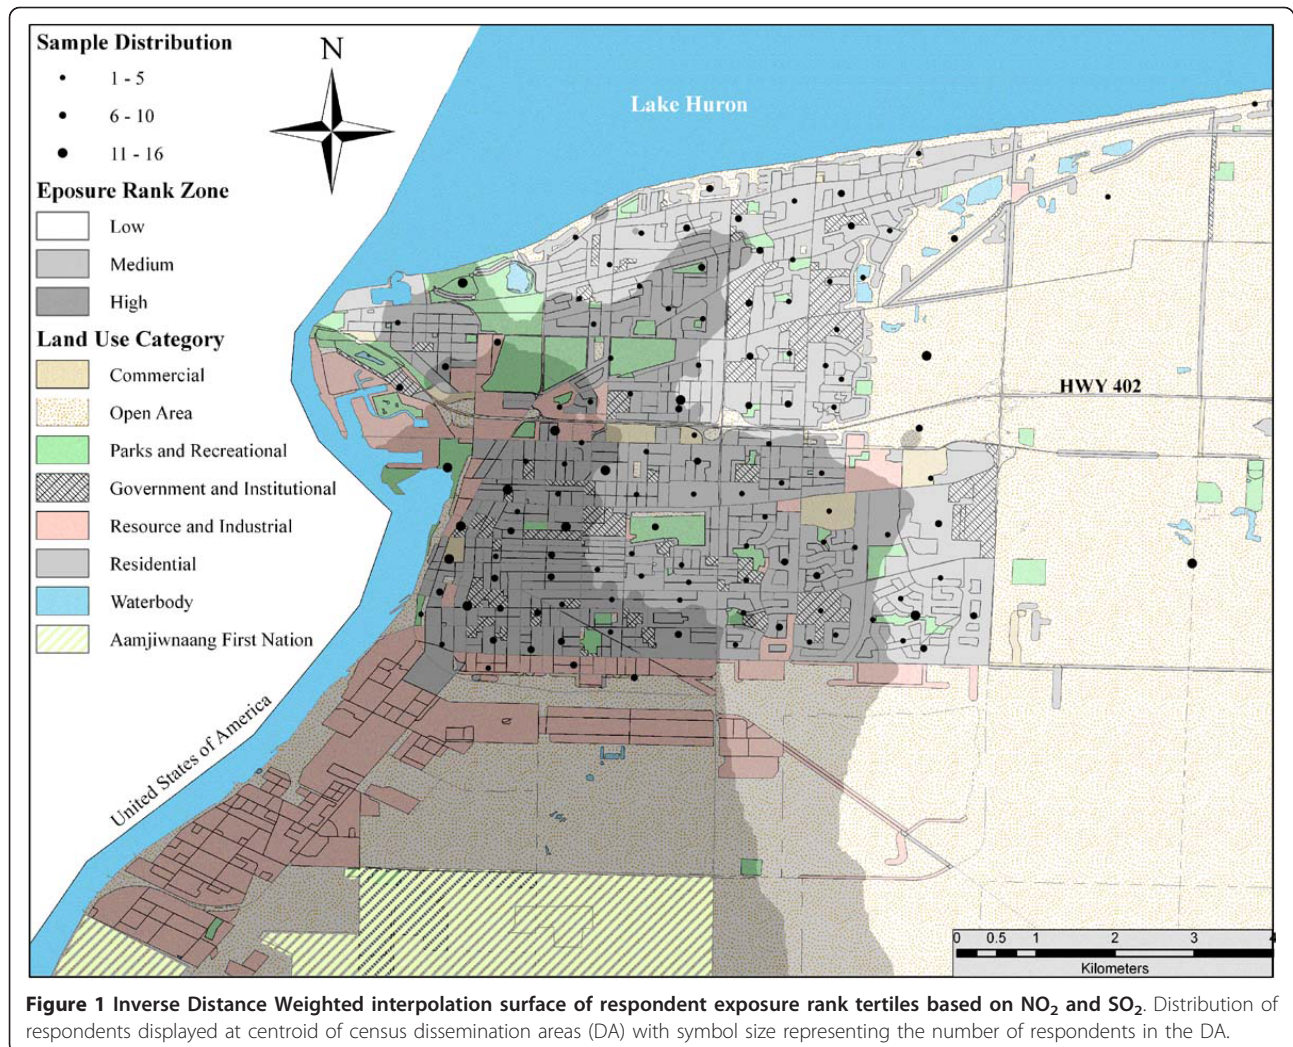 Sample Distribution
1 - 5
6 - 10
11 - 16
Eposure Rank Zone
Low
Medium
High
Land Use Category
Commercial
Open Area
Parks and Recreational
Government and Institutional
Resource and Industrial
Residential
Waterbody
Aamjiwnaang First Nation
N
Lake Huron
HWY 402
United States of America
0 0.5 1 2 3 4
Kilometers
Figure 1 Inverse Distance Weighted interpolation surface of respondent exposure rank tertiles based on NO₂ and SO₂. Distribution of
respondents displayed at centroid of census dissemination areas (DA) with symbol size representing the number of respondents in the DA.